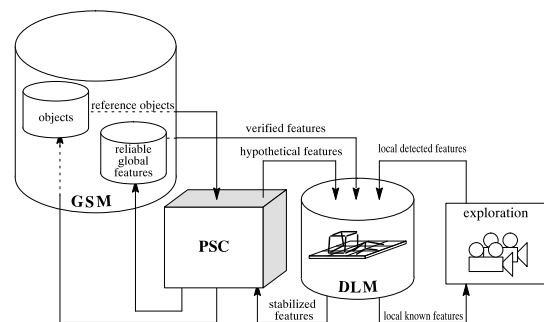 objects
reference objects
reliable
global
features
GSM
verified features
hypothetical features
local detected features
PSC
DLM
exploration
stabilized
features
local known features